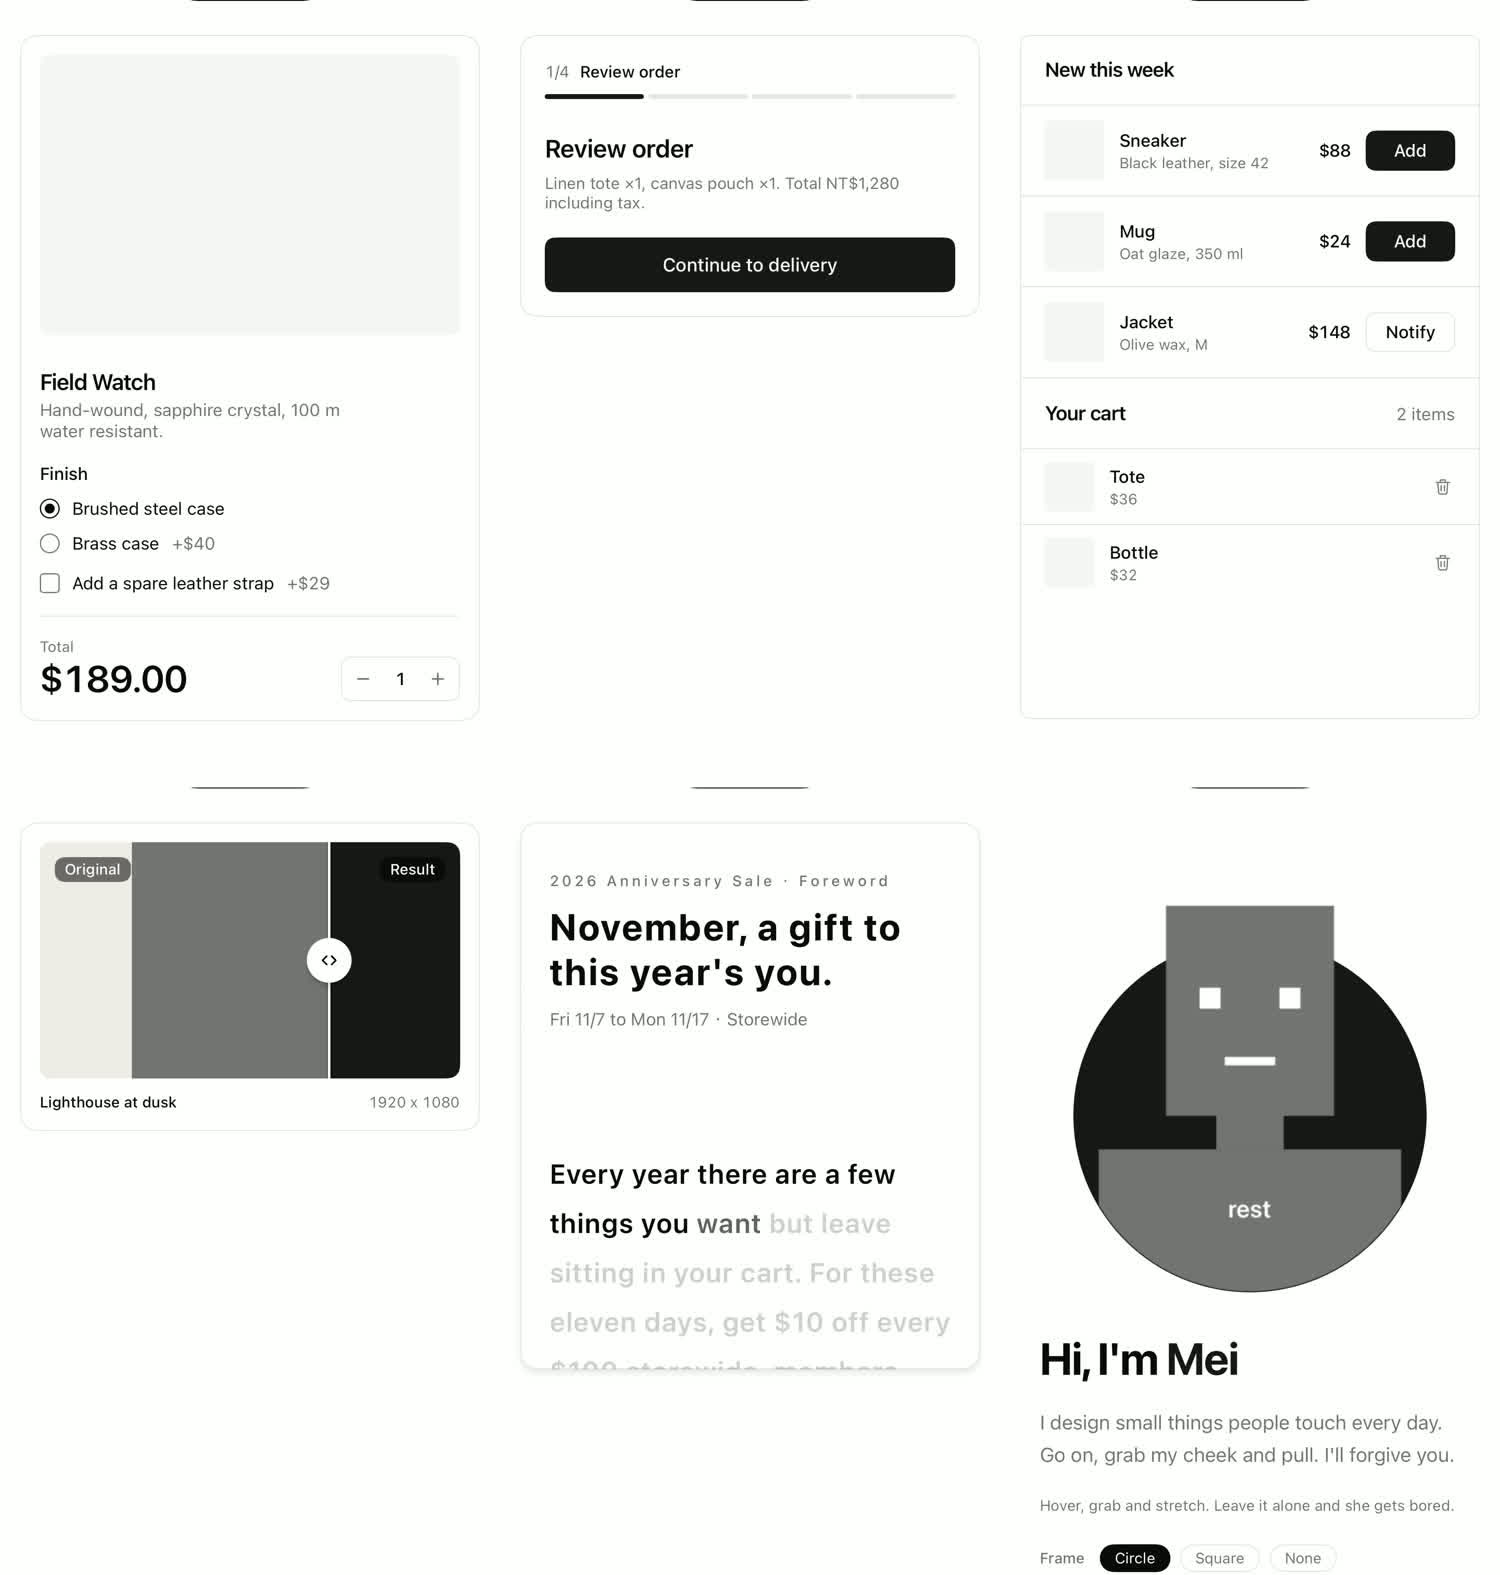 Field Watch
Hand-wound, sapphire crystal, 100 m
water resistant.
Finish
Brushed steel case
Brass case +$40
Add a spare leather strap +$29
Total
$189.00
− 1 +
1/4 Review order
Review order
Linen tote ×1, canvas pouch ×1. Total NT$1,280
including tax.
Continue to delivery
New this week
Sneaker
Black leather, size 42
$88 Add
Mug
Oat glaze, 350 ml
$24 Add
Jacket
Olive wax, M
$148 Notify
Your cart 2 items
Tote
$36
Bottle
$32
Original Result
Lighthouse at dusk 1920 x 1080
2026 Anniversary Sale · Foreword
November, a gift to
this year's you.
Fri 11/7 to Mon 11/17 · Storewide
Every year there are a few
things you want but leave
sitting in your cart. For these
eleven days, get $10 off every
$100 storewide, members
rest
Hi, I'm Mei
I design small things people touch every day.
Go on, grab my cheek and pull. I'll forgive you.
Hover, grab and stretch. Leave it alone and she gets bored.
Frame Circle Square None